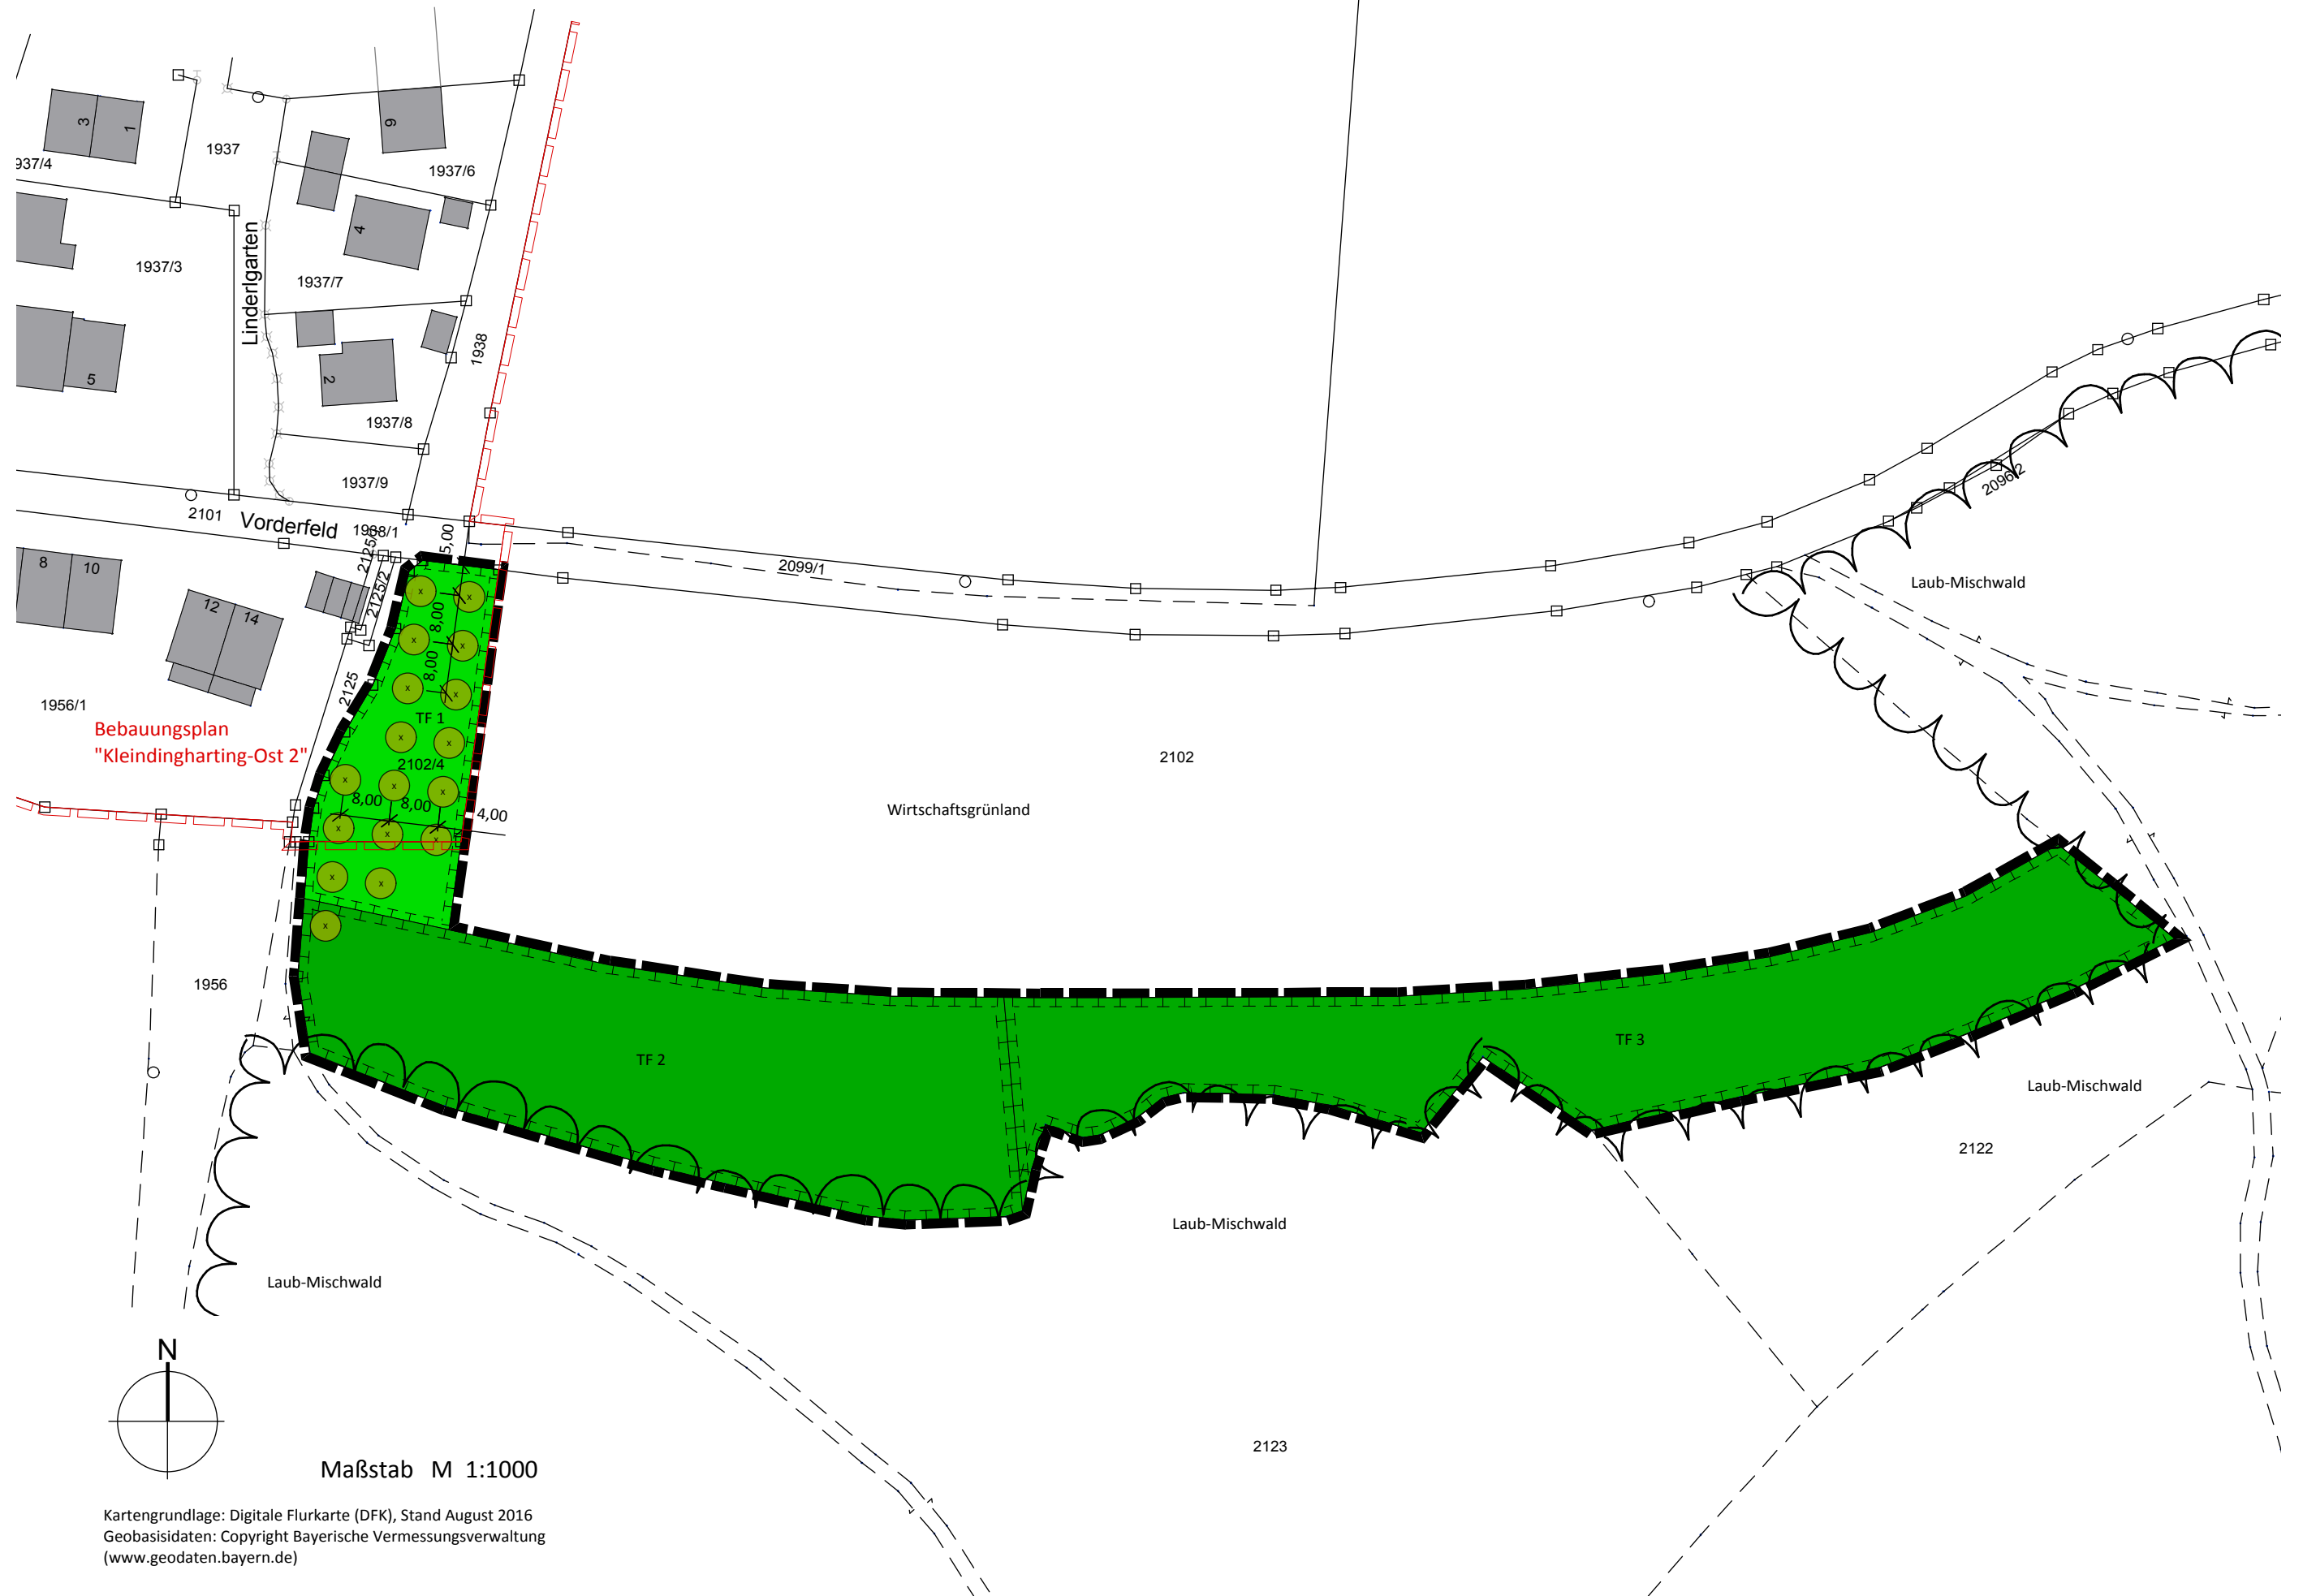 3
1
9
1937
1937/6
937/4
4
1937/3
Linderlgarten
1937/7
1938
5
2
1937/8
1937/9
2096/2
2101
Vorderfeld
1938/1
5,00
2099/1
2125/3
2125/2
8
10
Laub-Mischwald
12
14
8,00
8,00
2125
1956/1
TF 1
Bebauungsplan
"Kleindingharting-Ost 2"
2102
2102/4
8,00
8,00
4,00
Wirtschaftsgrünland
1956
TF 2
TF 3
Laub-Mischwald
2122
Laub-Mischwald
Laub-Mischwald
N
2123
Maßstab M 1:1000
Kartengrundlage: Digitale Flurkarte (DFK), Stand August 2016
Geobasisidaten: Copyright Bayerische Vermessungsverwaltung
(www.geodaten.bayern.de)